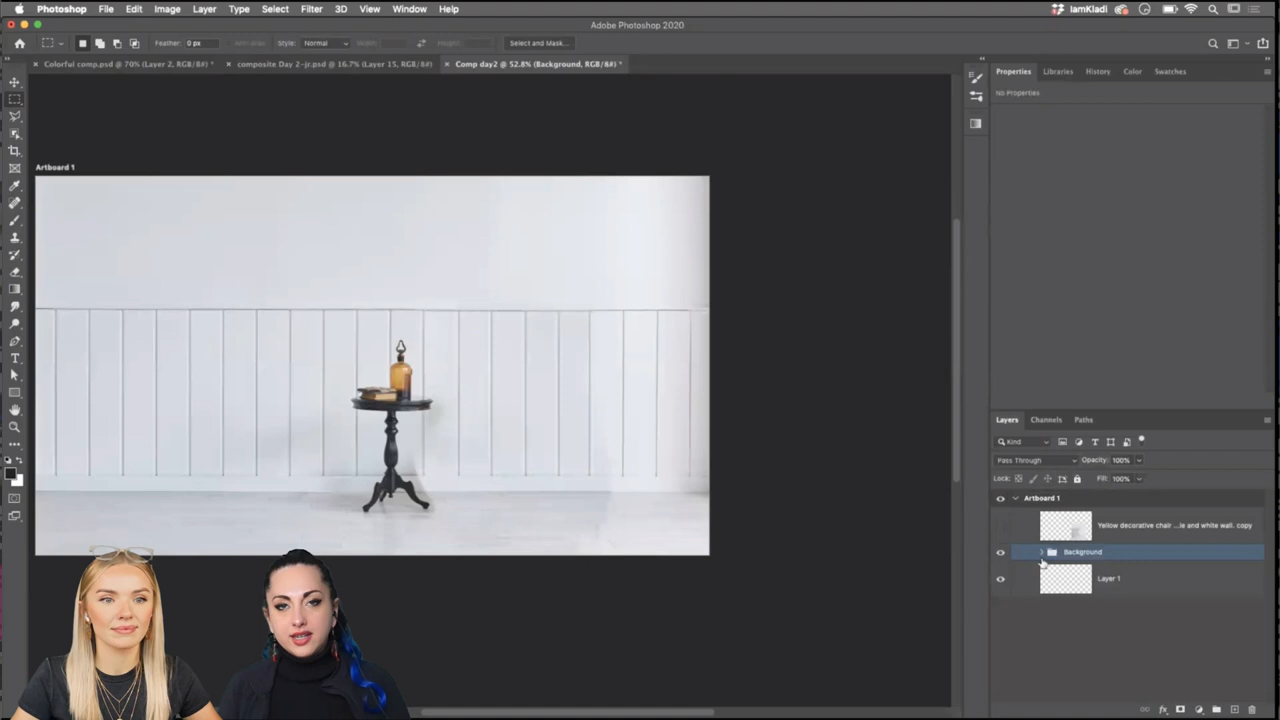 Photoshop File Edit Image Layer Type Select Filter 3D View Window Help IamKladi
Adobe Photoshop 2020
Feather: 0 px Anti-alias Style: Normal Width: Height: Select and Mask...
Colorful comp.psd @ 70% (Layer 2, RGB/8#) * composite Day 2-jr.psd @ 16.7% (Layer 15, RGB/8#) Comp day2 @ 52.8% (Background, RGB/8#) *
Properties Libraries History Color Swatches
No Properties
Artboard 1
Layers Channels Paths
Kind
Pass Through Opacity: 100%
Lock: Fill: 100%
Artboard 1
Yellow decorative chair ...le and white wall. copy
Background
Layer 1